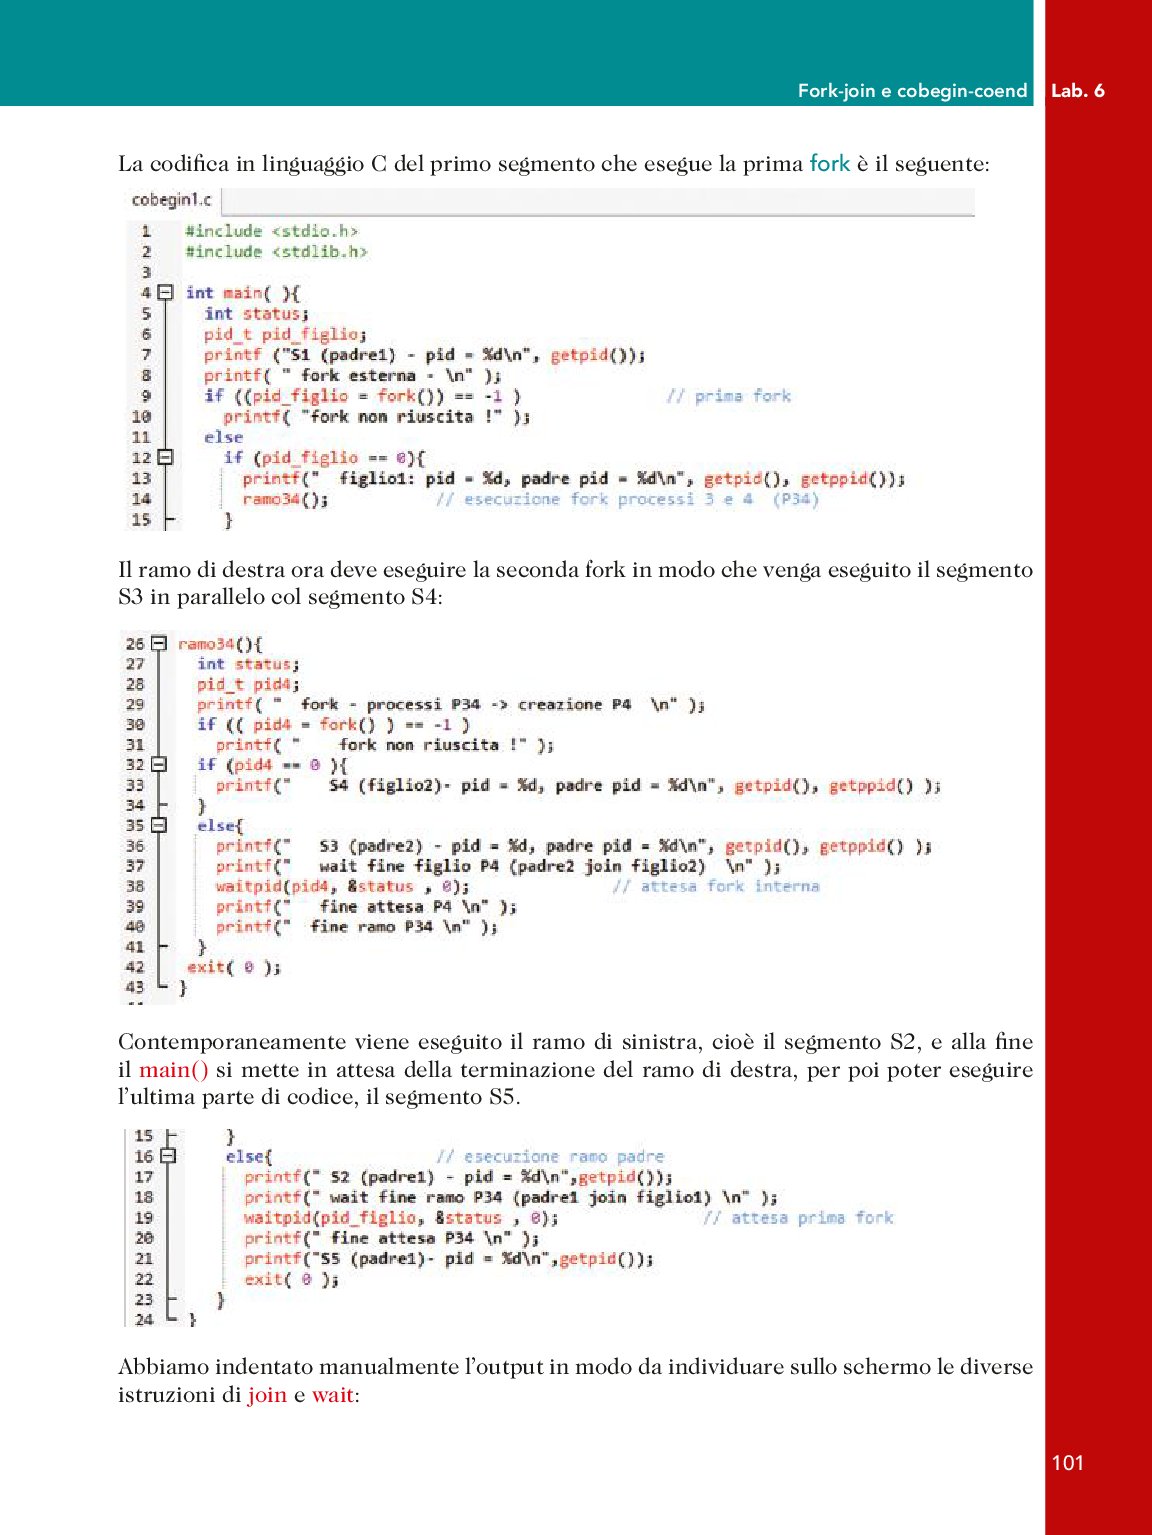 Fork-join e cobegin-coend Lab. 6
La codifica in linguaggio C del primo segmento che esegue la prima fork è il seguente:
cobegin1.c
1 #include <stdio.h>
2 #include <stdlib.h>
3
4 int main( ){
5 int status;
6 pid_t pid_figlio;
7 printf ("S1 (padre1) - pid = %d\n", getpid());
8 printf( " fork esterna - \n" );
9 if ((pid_figlio = fork()) == -1 ) // prima fork
10 printf( "fork non riuscita !" );
11 else
12 if (pid_figlio == 0){
13 printf(" figlio1: pid = %d, padre pid = %d\n", getpid(), getppid());
14 ramo34(); // esecuzione fork processi 3 e 4 (P34)
15 }
Il ramo di destra ora deve eseguire la seconda fork in modo che venga eseguito il segmento
S3 in parallelo col segmento S4:
26 ramo34(){
27 int status;
28 pid_t pid4;
29 printf( " fork - processi P34 -> creazione P4 \n" );
30 if (( pid4 = fork() ) == -1 )
31 printf( " fork non riuscita !" );
32 if (pid4 == 0 ){
33 printf(" S4 (figlio2)- pid = %d, padre pid = %d\n", getpid(), getppid() );
34 }
35 else{
36 printf(" S3 (padre2) - pid = %d, padre pid = %d\n", getpid(), getppid() );
37 printf(" wait fine figlio P4 (padre2 join figlio2) \n" );
38 waitpid(pid4, &status , 0); // attesa fork interna
39 printf(" fine attesa P4 \n" );
40 printf(" fine ramo P34 \n" );
41 }
42 exit( 0 );
43 }
Contemporaneamente viene eseguito il ramo di sinistra, cioè il segmento S2, e alla fine
il main() si mette in attesa della terminazione del ramo di destra, per poi poter eseguire
l'ultima parte di codice, il segmento S5.
15 }
16 else{ // esecuzione ramo padre
17 printf(" S2 (padre1) - pid = %d\n",getpid());
18 printf(" wait fine ramo P34 (padre1 join figlio1) \n" );
19 waitpid(pid_figlio, &status , 0); // attesa prima fork
20 printf(" fine attesa P34 \n" );
21 printf("S5 (padre1)- pid = %d\n",getpid());
22 exit( 0 );
23 }
24 }
Abbiamo indentato manualmente l'output in modo da individuare sullo schermo le diverse
istruzioni di join e wait:
101